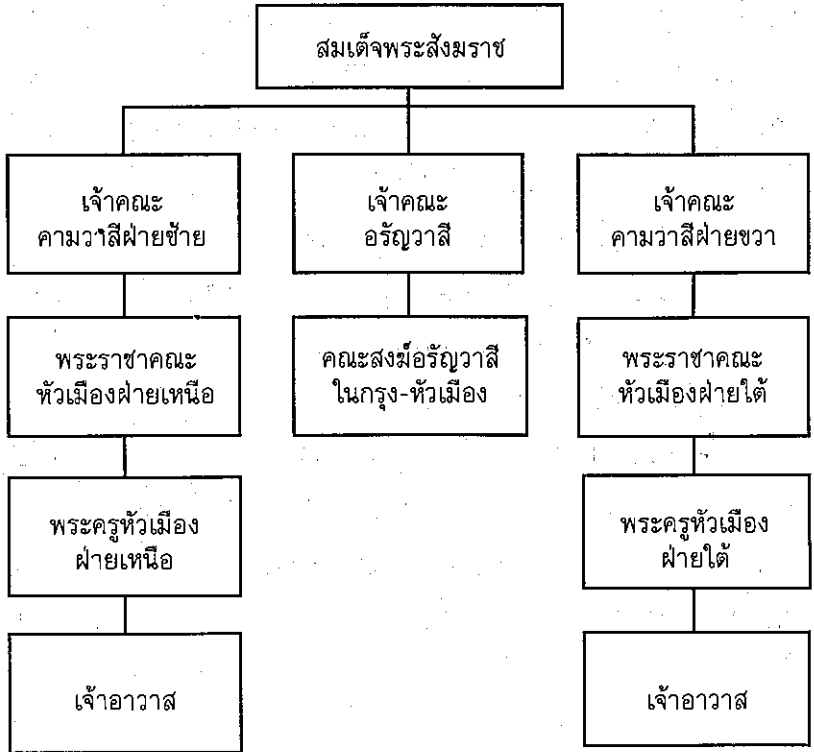 สมเด็จพระสังฆราช
เจ้าคณะ
คามวาสีฝ่ายซ้าย
เจ้าคณะ
อรัญวาสี
เจ้าคณะ
คามวาสีฝ่ายขวา
พระราชาคณะ
หัวเมืองฝ่ายเหนือ
คณะสงฆ์อรัญวาสี
ในกรุง-หัวเมือง
พระราชาคณะ
หัวเมืองฝ่ายใต้
พระครูหัวเมือง
ฝ่ายเหนือ
พระครูหัวเมือง
ฝ่ายใต้
เจ้าอาวาส
เจ้าอาวาส